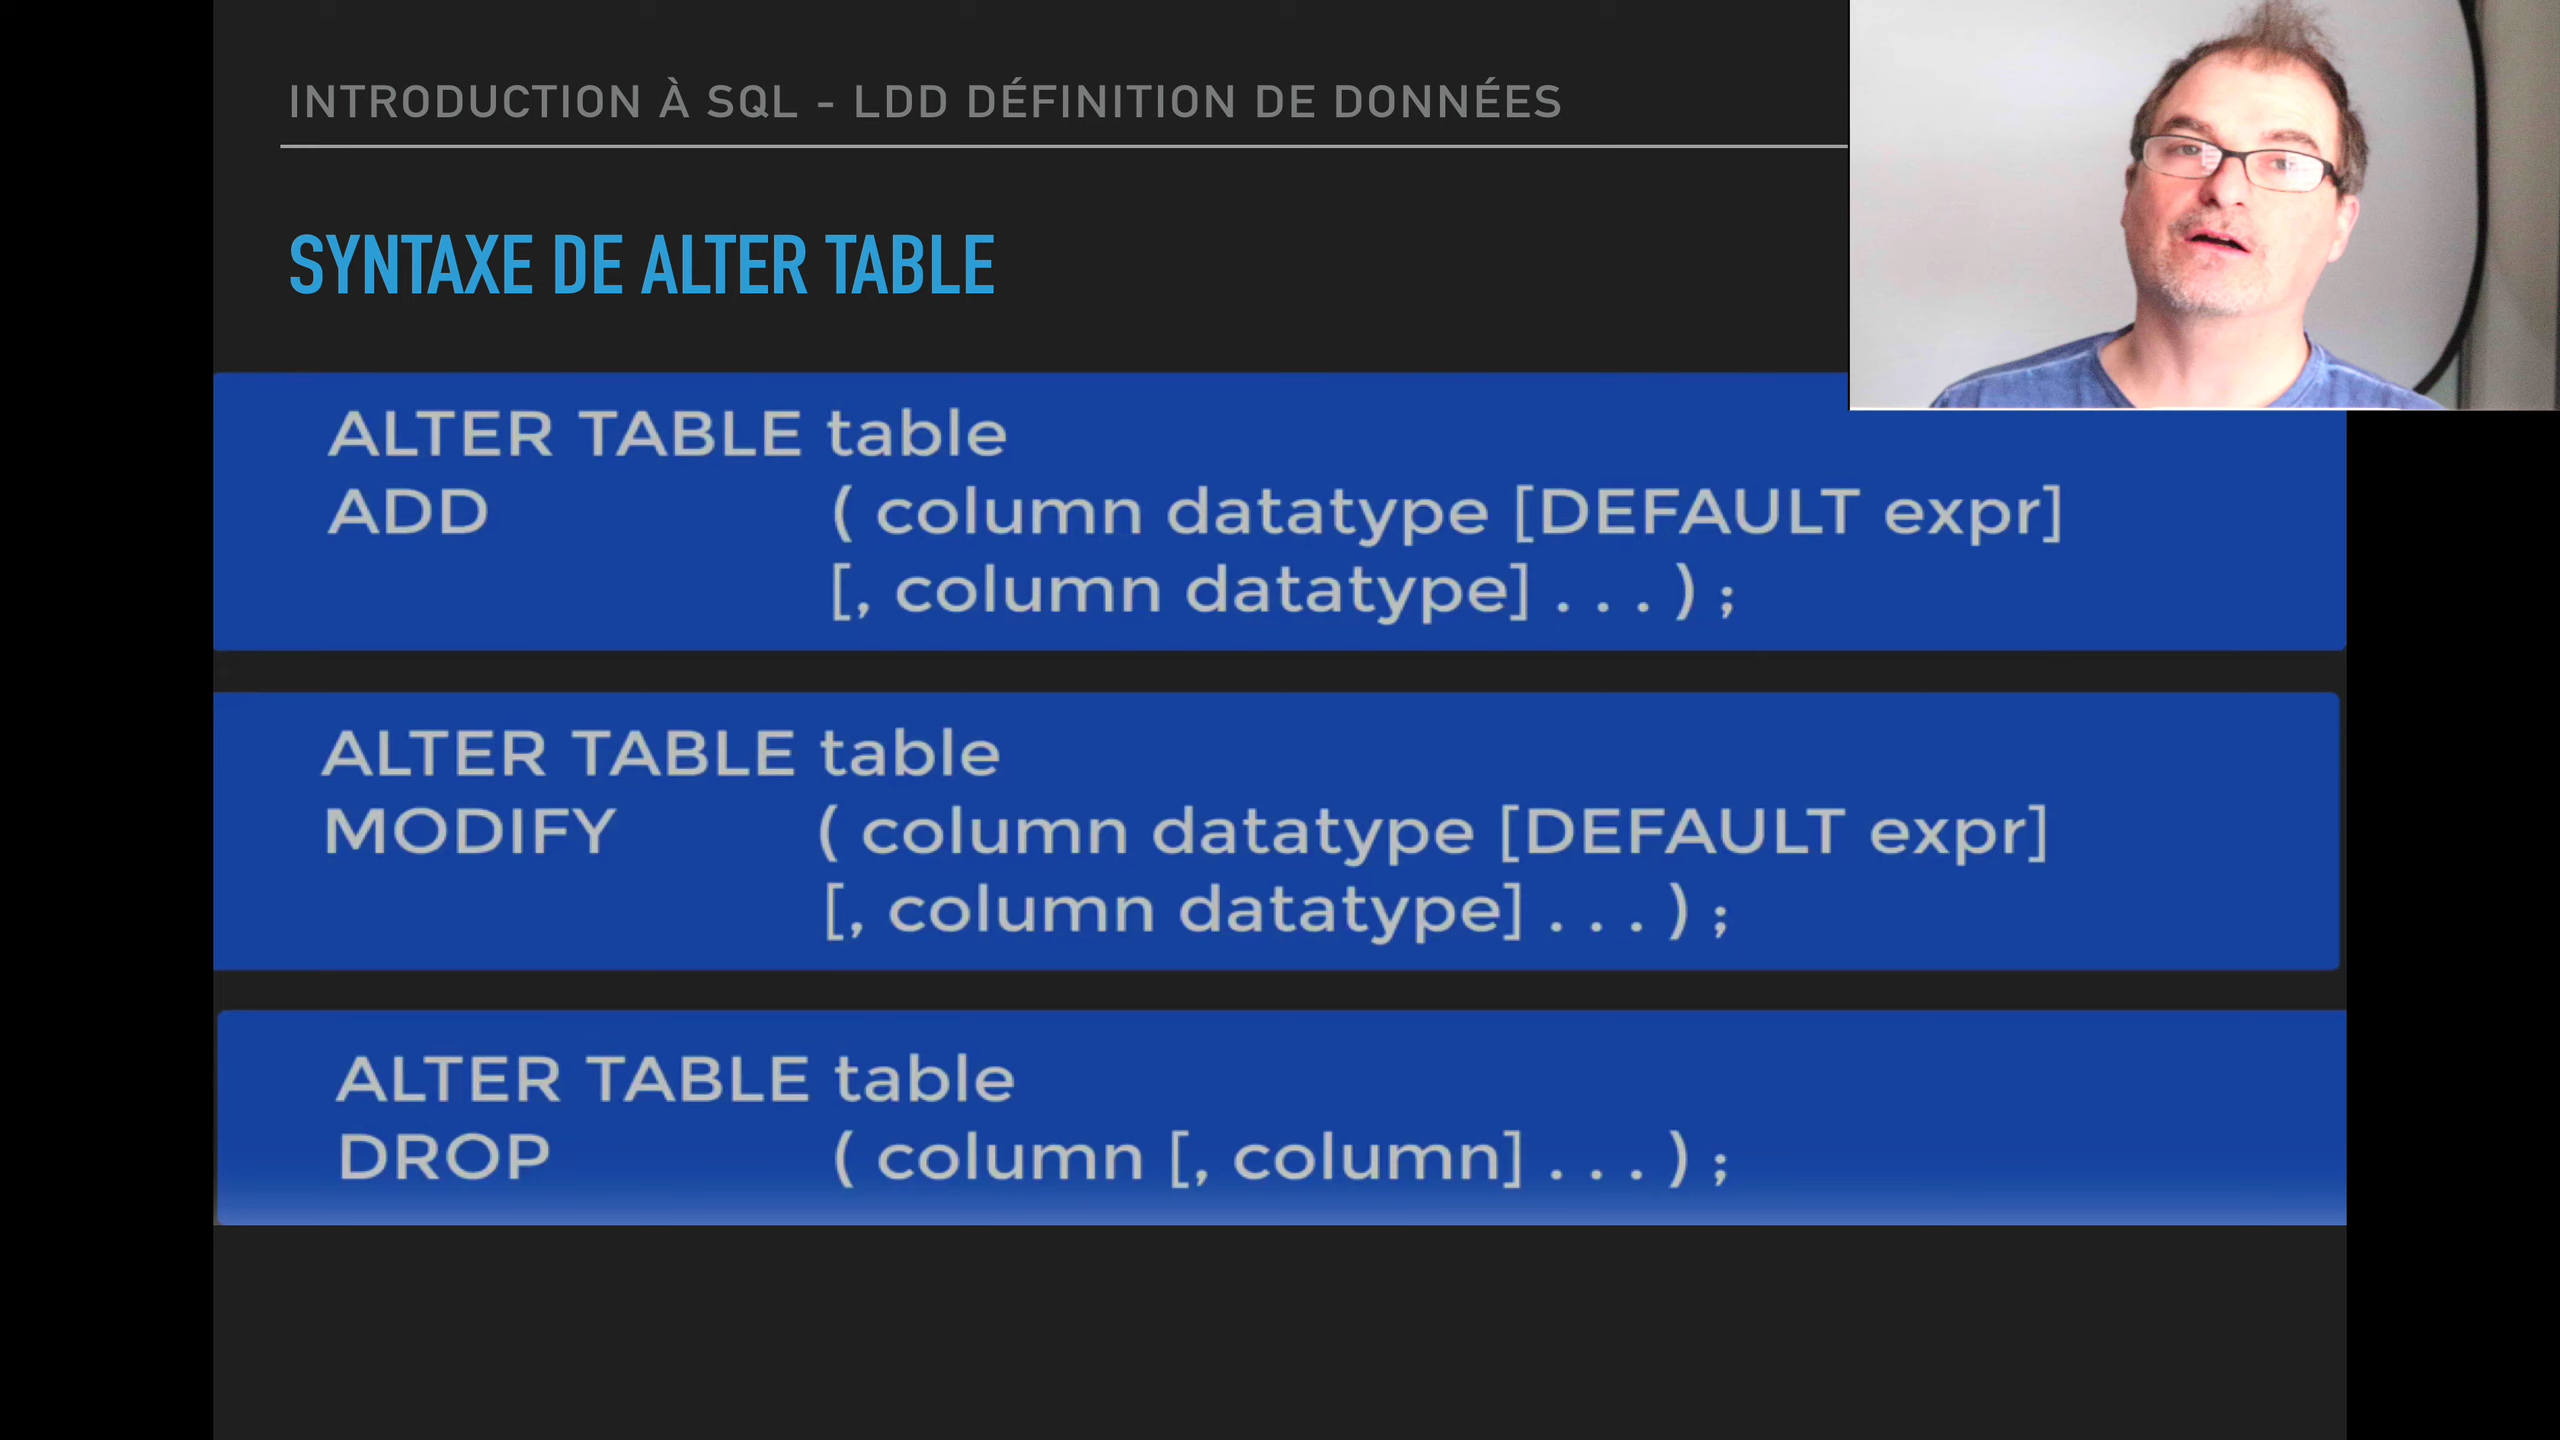 INTRODUCTION À SQL - LDD DÉFINITION DE DONNÉES
SYNTAXE DE ALTER TABLE
ALTER TABLE table
ADD ( column datatype [DEFAULT expr]
[, column datatype] . . . ) ;
ALTER TABLE table
MODIFY ( column datatype [DEFAULT expr]
[, column datatype] . . . ) ;
ALTER TABLE table
DROP ( column [, column] . . . ) ;